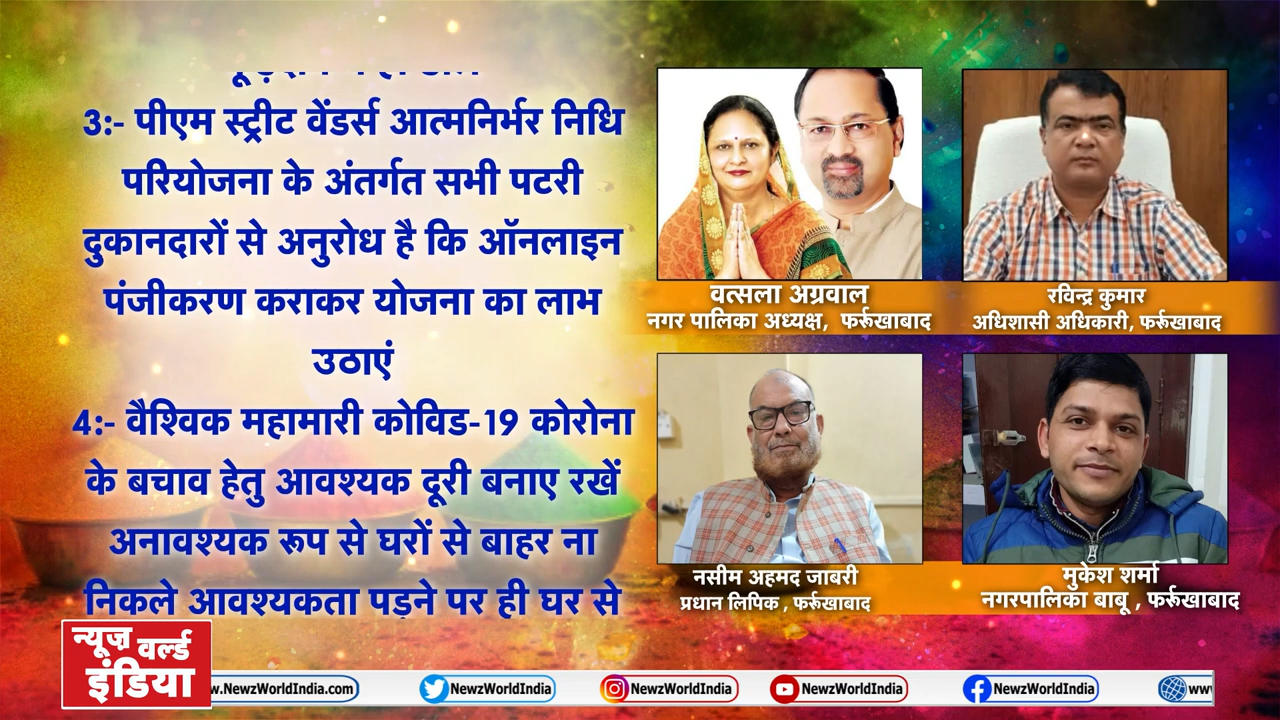 3:- पीएम स्ट्रीट वेंडर्स आत्मनिर्भर निधि
परियोजना के अंतर्गत सभी पटरी
दुकानदारों से अनुरोध है कि ऑनलाइन
पंजीकरण कराकर योजना का लाभ
उठाएं
4:- वैश्विक महामारी कोविड-19 कोरोना
के बचाव हेतु आवश्यक दूरी बनाए रखें
अनावश्यक रूप से घरों से बाहर ना
निकले आवश्यकता पड़ने पर ही घर से
वत्सला अग्रवाल
नगर पालिका अध्यक्ष, फर्रूखाबाद
रविन्द्र कुमार
अधिशासी अधिकारी, फर्रूखाबाद
नसीम अहमद जाबरी
प्रधान लिपिक , फर्रूखाबाद
मुकेश शर्मा
नगरपालिका बाबू , फर्रूखाबाद
न्यूज़ वर्ल्ड
इंडिया
.NewzWorldIndia.com
NewzWorldIndia
NewzWorldIndia
NewzWorldIndia
NewzWorldIndia